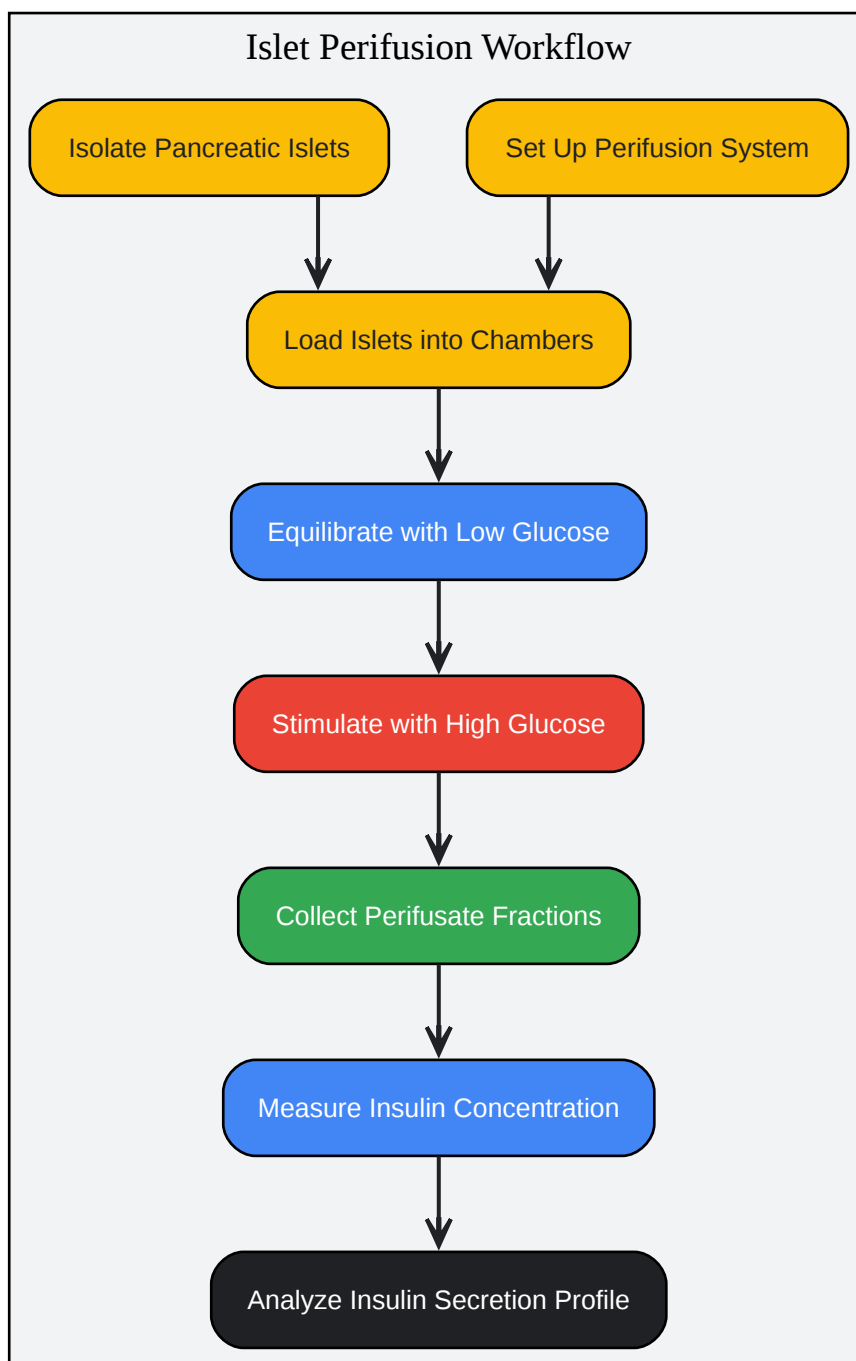 Islet Perifusion Workflow
Isolate Pancreatic Islets
Set Up Perifusion System
Load Islets into Chambers
Equilibrate with Low Glucose
Stimulate with High Glucose
Collect Perifusate Fractions
Measure Insulin Concentration
Analyze Insulin Secretion Profile